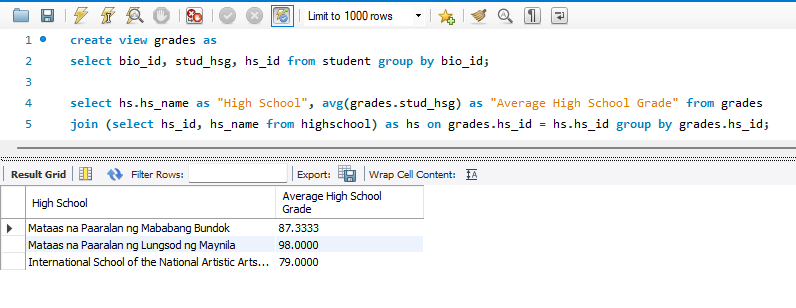 Limit to 1000 rows
1 create view grades as
2 select bio_id, stud_hsg, hs_id from student group by bio_id;
3
4 select hs.hs_name as "High School", avg(grades.stud_hsg) as "Average High School Grade" from grades
5 join (select hs_id, hs_name from highschool) as hs on grades.hs_id = hs.hs_id group by grades.hs_id;
Result Grid Filter Rows: Export: Wrap Cell Content:
High School Average High School
Grade
Mataas na Paaralan ng Mababang Bundok 87.3333
Mataas na Paaralan ng Lungsod ng Maynila 98.0000
International School of the National Artistic Arts... 79.0000